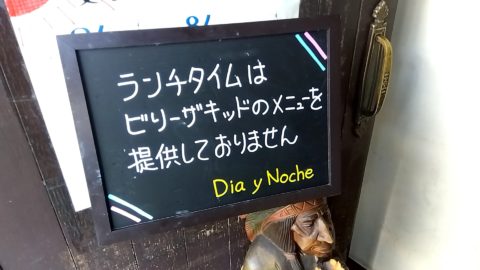 ランチタイムは
ビリーザキッドのメニューを
提供しておりません
Dia y Noche